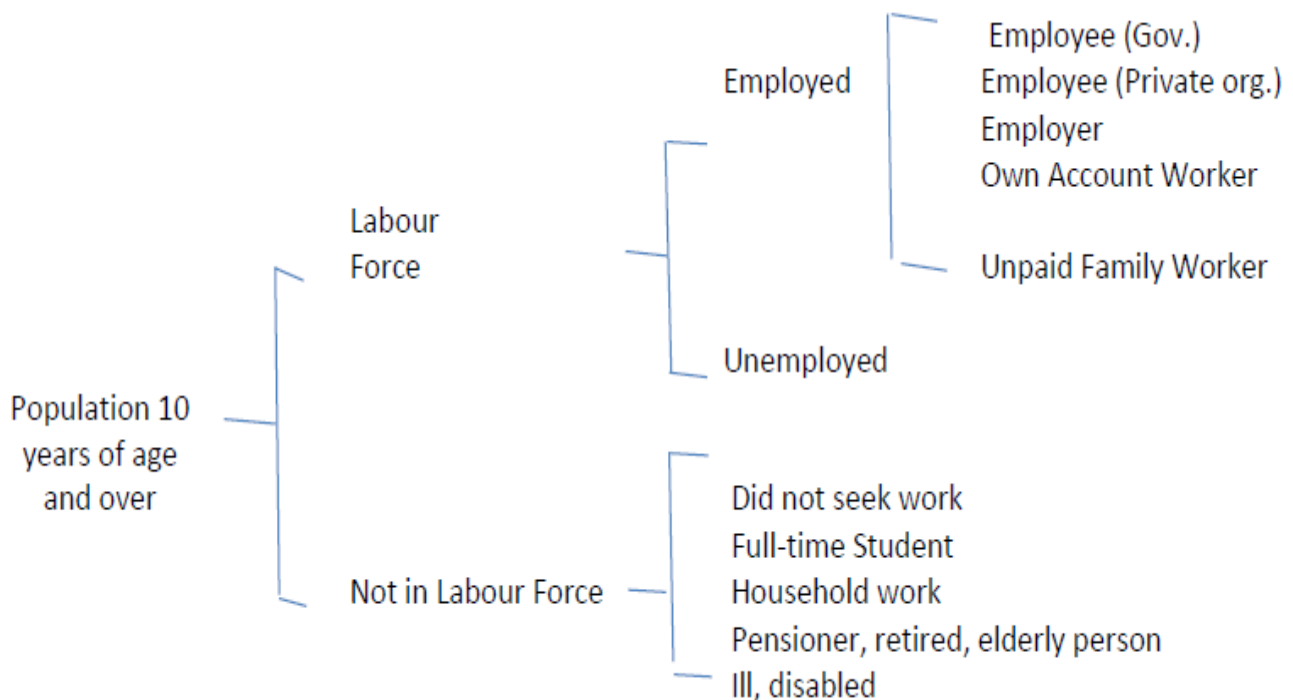 Employee (Gov.)
Employed
Employee (Private org.)
Employer
Own Account Worker
Labour
Force
Unpaid Family Worker
Unemployed
Population 10
years of age
and over
Did not seek work
Full-time Student
Not in Labour Force
Household work
Pensioner, retired, elderly person
Ill, disabled